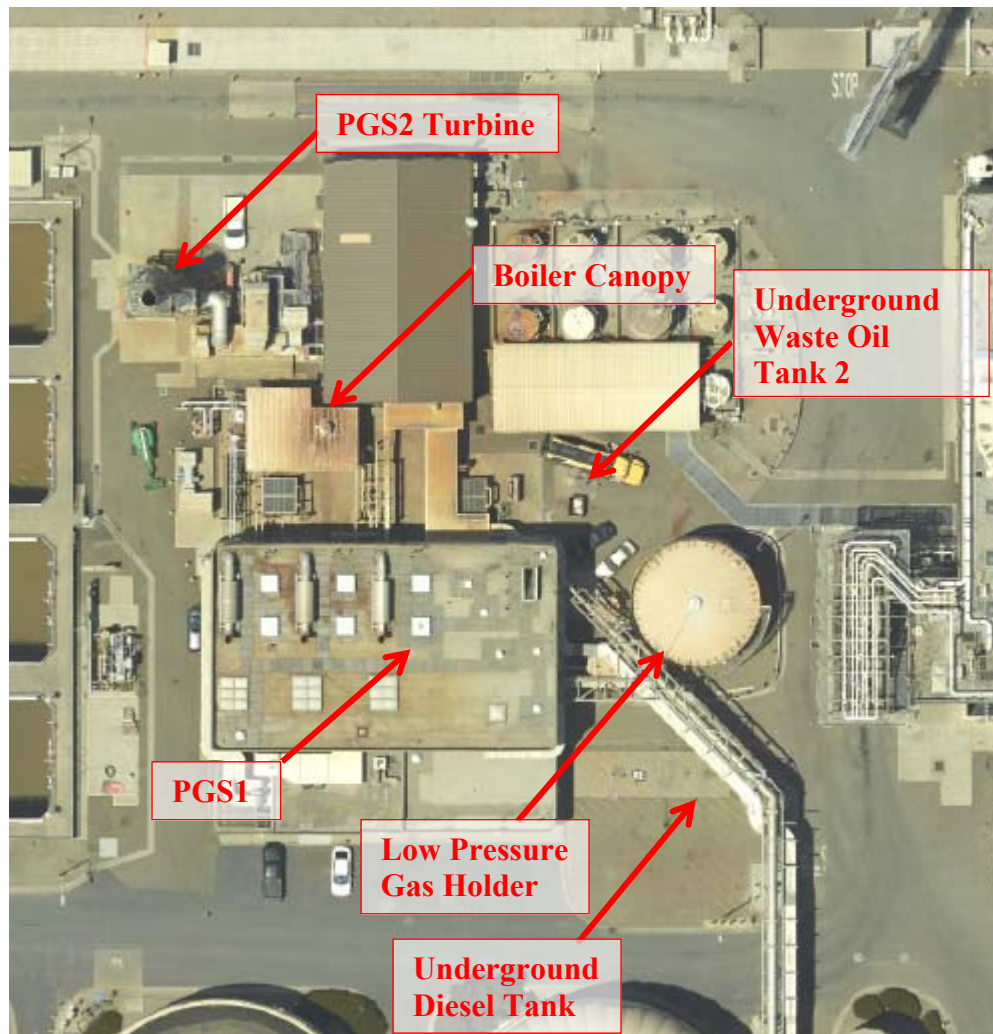 STOP
PGS2 Turbine
Boiler Canopy
Underground
Waste Oil
Tank 2
PGS1
Low Pressure
Gas Holder
Underground
Diesel Tank